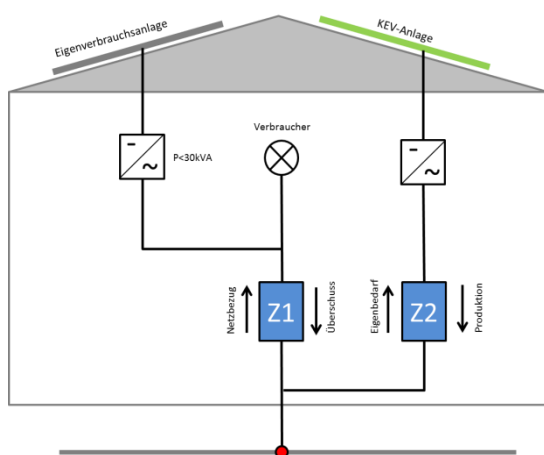 Eigenverbrauchsanlage
KEV-Anlage
Verbraucher
P<30kVA
Netzbezug
Z1
Überschuss
Eigenbedarf
Z2
Produktion